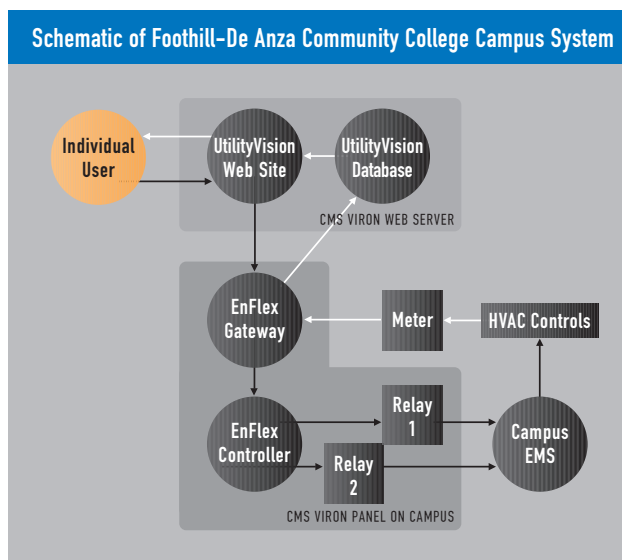 Schematic of Foothill-De Anza Community College Campus System
Individual
User
UtilityVision
Web Site
UtilityVision
Database
CMS VIRON WEB SERVER
EnFlex
Gateway
Meter
HVAC Controls
EnFlex
Controller
Relay
1
Relay
2
Campus
EMS
CMS VIRON PANEL ON CAMPUS